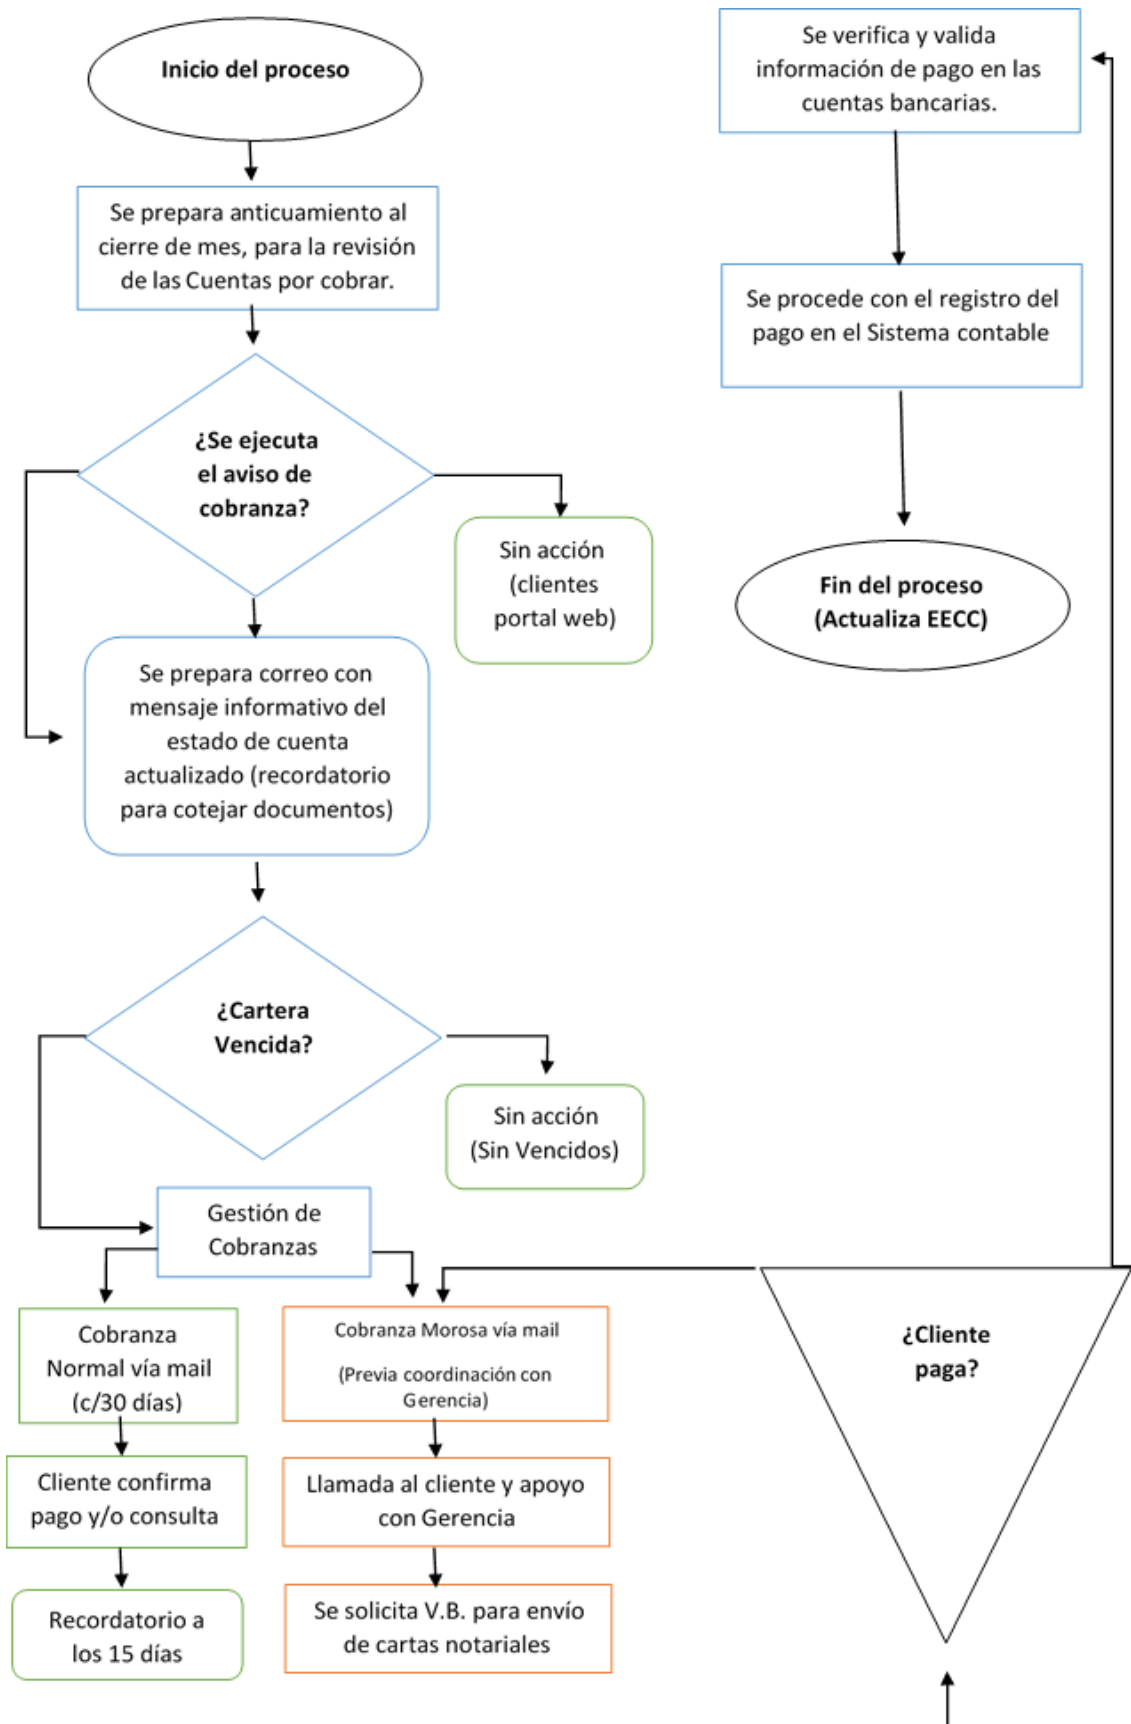 Inicio del proceso
Se prepara anticuamiento al
cierre de mes, para la revisión
de las Cuentas por cobrar.
¿Se ejecuta
el aviso de
cobranza?
Sin acción
(clientes
portal web)
Se prepara correo con
mensaje informativo del
estado de cuenta
actualizado (recordatorio
para cotejar documentos)
¿Cartera
Vencida?
Sin acción
(Sin Vencidos)
Gestión de
Cobranzas
Cobranza
Normal vía mail
(c/30 días)
Cliente confirma
pago y/o consulta
Recordatorio a
los 15 días
Cobranza Morosa vía mail
(Previa coordinación con
Gerencia)
Llamada al cliente y apoyo
con Gerencia
Se solicita V.B. para envío
de cartas notariales
¿Cliente
paga?
Se verifica y valida
información de pago en las
cuentas bancarias.
Se procede con el registro del
pago en el Sistema contable
Fin del proceso
(Actualiza EECC)